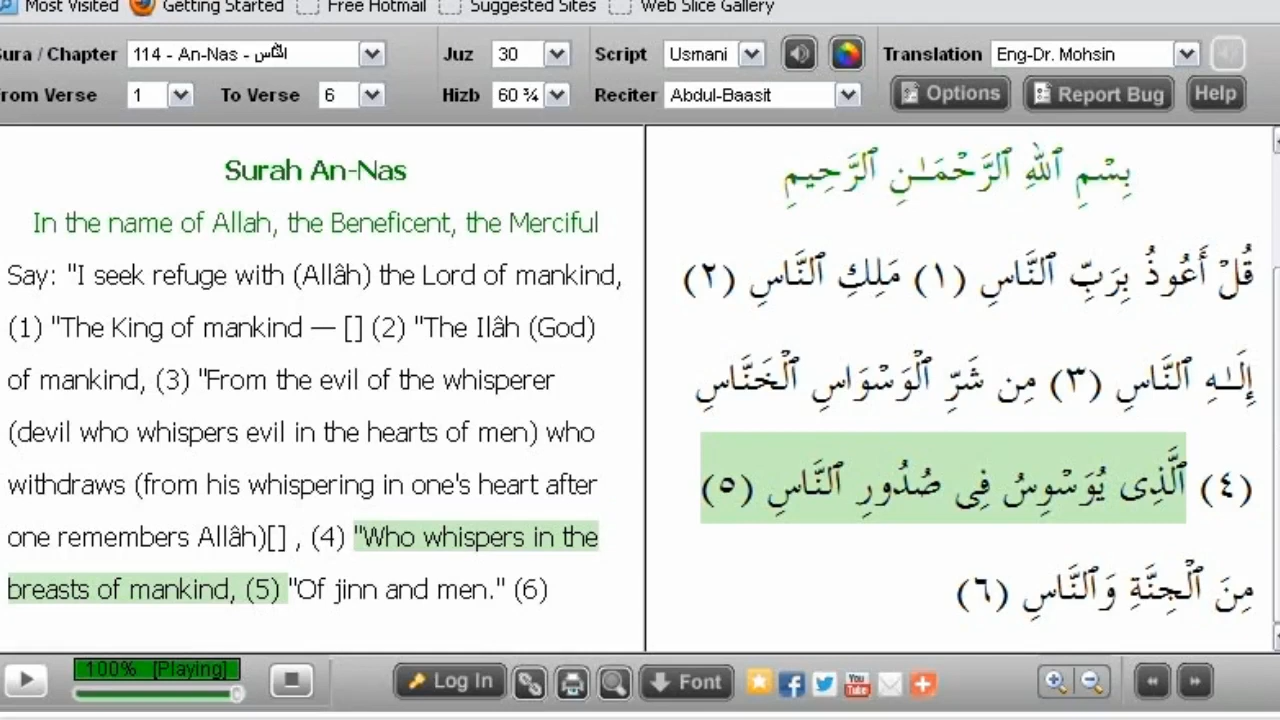 Most Visited Getting Started Free Hotmail Suggested Sites Web Slice Gallery
Sura / Chapter 114 - An-Nas - الناس Juz 30 Script Usmani Translation Eng-Dr. Mohsin
From Verse 1 To Verse 6 Hizb 60 ¾ Reciter Abdul-Baasit Options Report Bug Help
Surah An-Nas
In the name of Allah, the Beneficent, the Merciful
Say: "I seek refuge with (Allâh) the Lord of mankind,
(1) "The King of mankind — [] (2) "The Ilâh (God)
of mankind, (3) "From the evil of the whisperer
(devil who whispers evil in the hearts of men) who
withdraws (from his whispering in one's heart after
one remembers Allâh)[] , (4) "Who whispers in the
breasts of mankind, (5) "Of jinn and men." (6)
بِسْمِ ٱللَّهِ ٱلرَّحْمَـٰنِ ٱلرَّحِيمِ
قُلْ أَعُوذُ بِرَبِّ ٱلنَّاسِ (١) مَلِكِ ٱلنَّاسِ (٢)
إِلَـٰهِ ٱلنَّاسِ (٣) مِن شَرِّ ٱلْوَسْوَاسِ ٱلْخَنَّاسِ
(٤) ٱلَّذِى يُوَسْوِسُ فِى صُدُورِ ٱلنَّاسِ (٥)
مِنَ ٱلْجِنَّةِ وَٱلنَّاسِ (٦)
100% [Playing] Log In Font You Tube